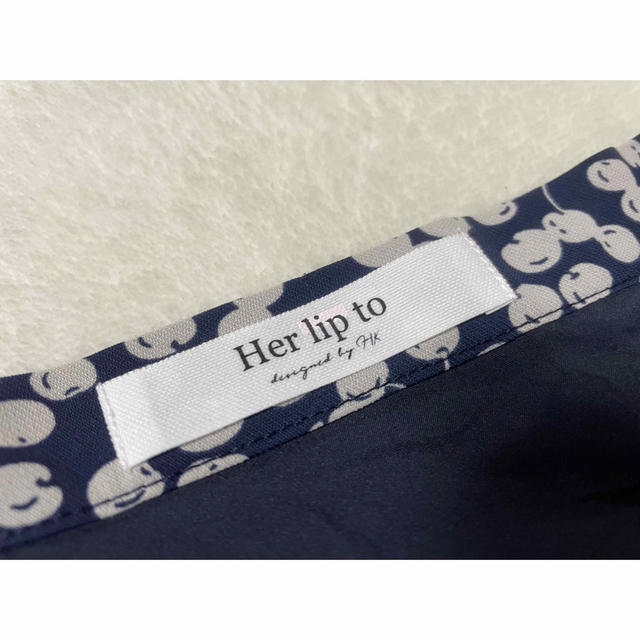 Her lip to
designed by HK